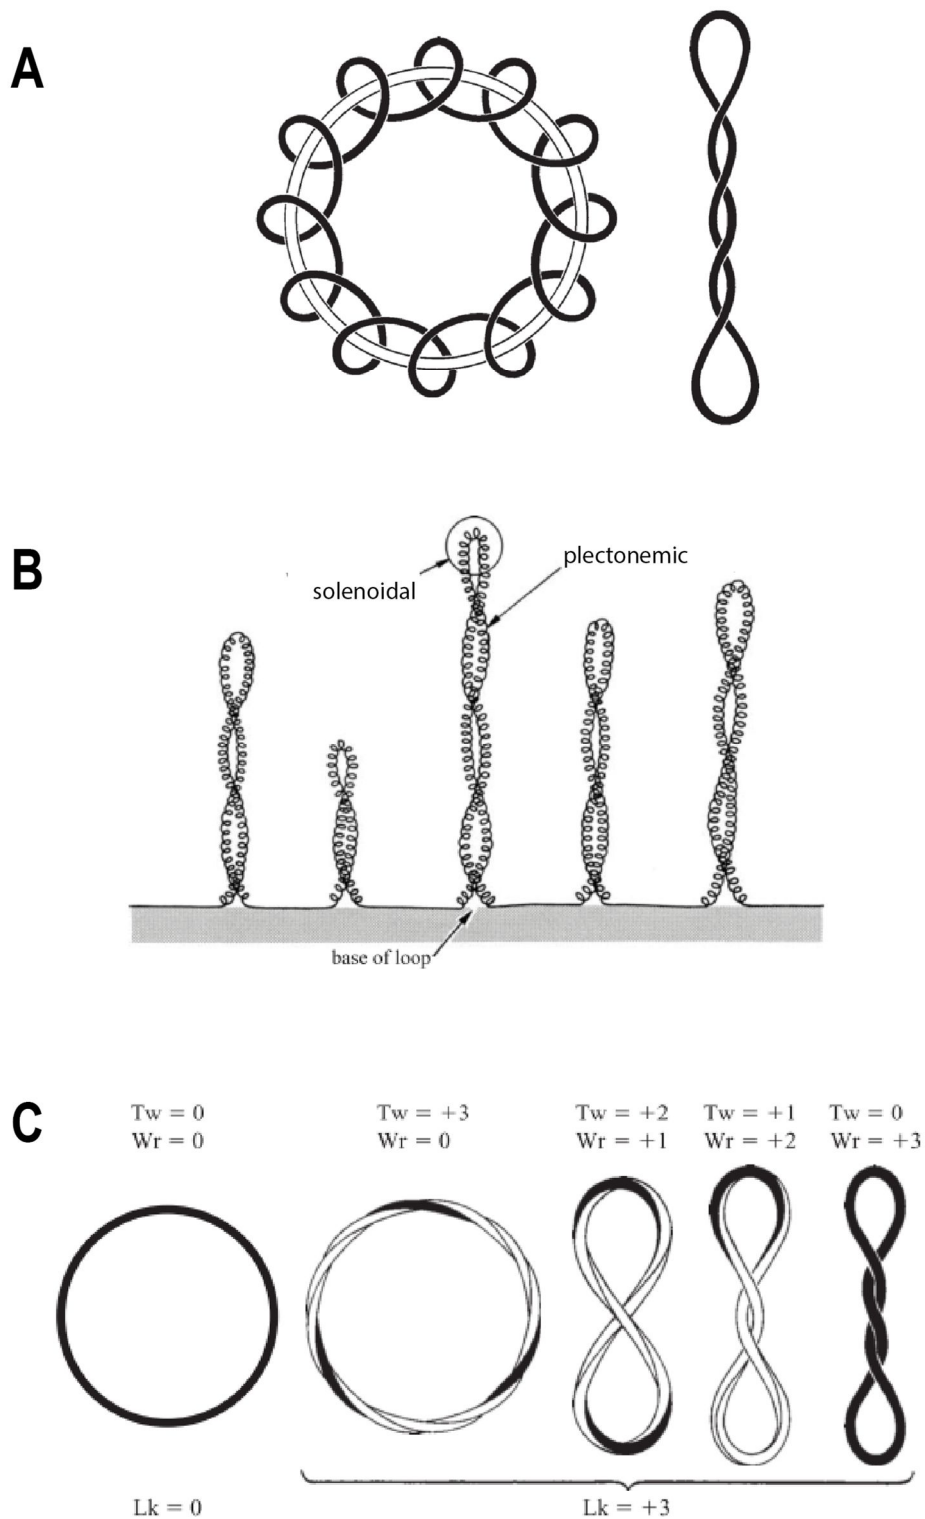 A
B
solenoidal
plectonemic
base of loop
C
Tw = 0
Wr = 0
Tw = +3
Wr = 0
Tw = +2
Wr = +1
Tw = +1
Wr = +2
Tw = 0
Wr = +3
Lk = 0
Lk = +3